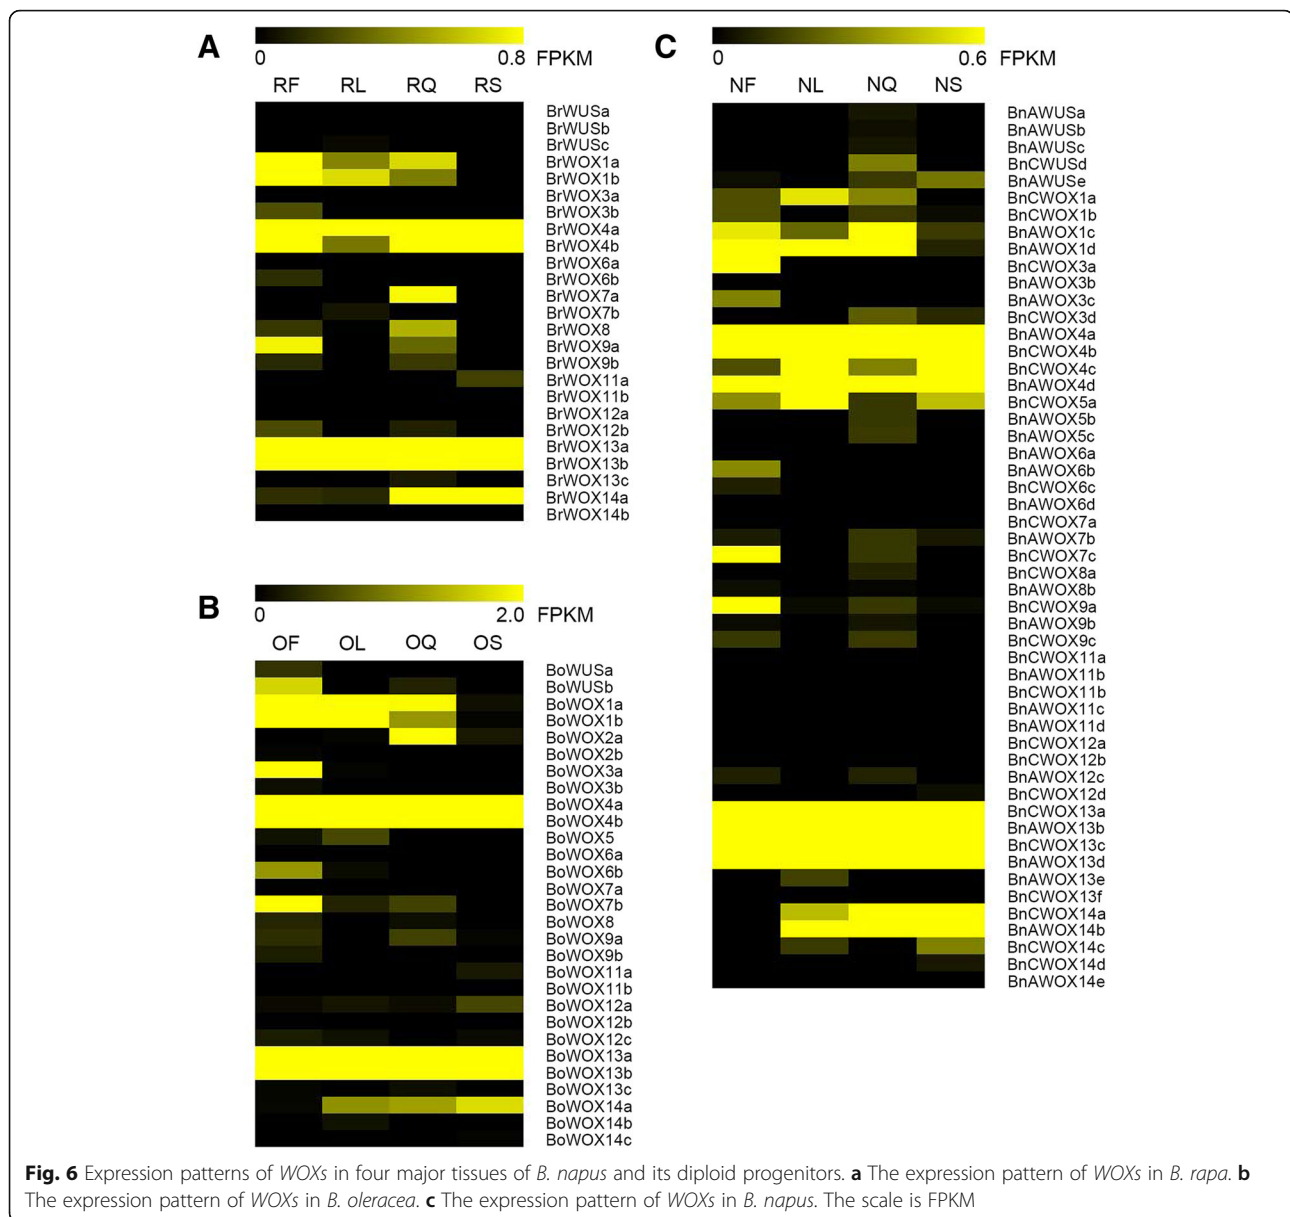 A
0 0.8 FPKM
RF RL RQ RS
BrWUSa
BrWUSb
BrWUSc
BrWOX1a
BrWOX1b
BrWOX3a
BrWOX3b
BrWOX4a
BrWOX4b
BrWOX6a
BrWOX6b
BrWOX7a
BrWOX7b
BrWOX8
BrWOX9a
BrWOX9b
BrWOX11a
BrWOX11b
BrWOX12a
BrWOX12b
BrWOX13a
BrWOX13b
BrWOX13c
BrWOX14a
BrWOX14b
B
0 2.0 FPKM
OF OL OQ OS
BoWUSa
BoWUSb
BoWOX1a
BoWOX1b
BoWOX2a
BoWOX2b
BoWOX3a
BoWOX3b
BoWOX4a
BoWOX4b
BoWOX5
BoWOX6a
BoWOX6b
BoWOX7a
BoWOX7b
BoWOX8
BoWOX9a
BoWOX9b
BoWOX11a
BoWOX11b
BoWOX12a
BoWOX12b
BoWOX12c
BoWOX13a
BoWOX13b
BoWOX13c
BoWOX14a
BoWOX14b
BoWOX14c
C
0 0.6 FPKM
NF NL NQ NS
BnAWUSa
BnAWUSb
BnAWUSc
BnCWUSd
BnAWUSe
BnCWOX1a
BnCWOX1b
BnAWOX1c
BnAWOX1d
BnCWOX3a
BnAWOX3b
BnAWOX3c
BnCWOX3d
BnAWOX4a
BnCWOX4b
BnCWOX4c
BnAWOX4d
BnCWOX5a
BnAWOX5b
BnAWOX5c
BnAWOX6a
BnAWOX6b
BnCWOX6c
BnAWOX6d
BnCWOX7a
BnAWOX7b
BnCWOX7c
BnCWOX8a
BnAWOX8b
BnCWOX9a
BnAWOX9b
BnCWOX9c
BnCWOX11a
BnAWOX11b
BnCWOX11b
BnAWOX11c
BnAWOX11d
BnCWOX12a
BnCWOX12b
BnAWOX12c
BnCWOX12d
BnCWOX13a
BnAWOX13b
BnCWOX13c
BnAWOX13d
BnAWOX13e
BnCWOX13f
BnCWOX14a
BnAWOX14b
BnCWOX14c
BnCWOX14d
BnAWOX14e
Fig. 6 Expression patterns of WOXs in four major tissues of B. napus and its diploid progenitors. a The expression pattern of WOXs in B. rapa. b
The expression pattern of WOXs in B. oleracea. c The expression pattern of WOXs in B. napus. The scale is FPKM